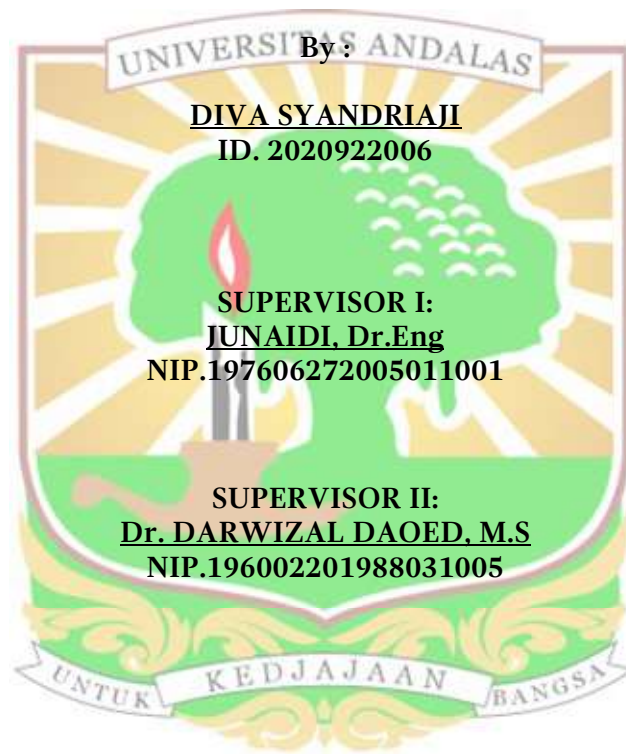 UNIVERSITAS ANDALAS
By :
DIVA SYANDRIAJI
ID. 2020922006
SUPERVISOR I:
JUNAIDI, Dr.Eng
NIP.197606272005011001
SUPERVISOR II:
Dr. DARWIZAL DAOED, M.S
NIP.196002201988031005
UNTUK KEDJAJAAN BANGSA